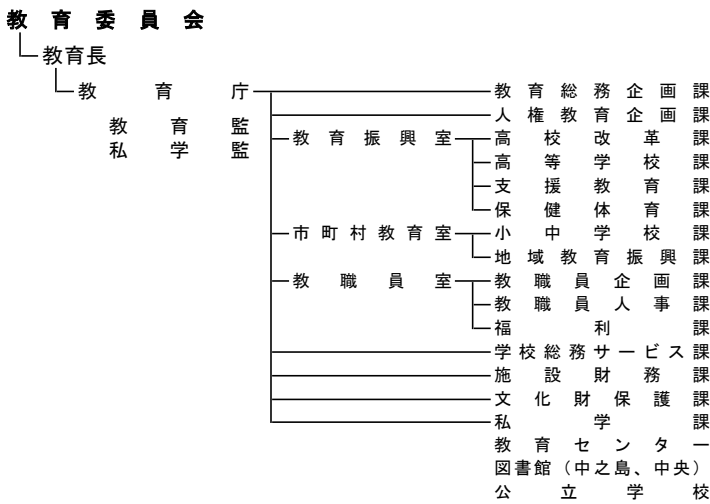 教育委員会
教育長
教育庁 教育総務企画課
人権教育企画課
教育監
教育振興室 高校改革課
私学監
高等学校課
支援教育課
保健体育課
市町村教育室 小中学校課
地域教育振興課
教職員室 教職員企画課
教職員人事課
福利課
学校総務サービス課
施設財務課
文化財保護課
私学課
教育センター
図書館（中之島、中央）
公立学校